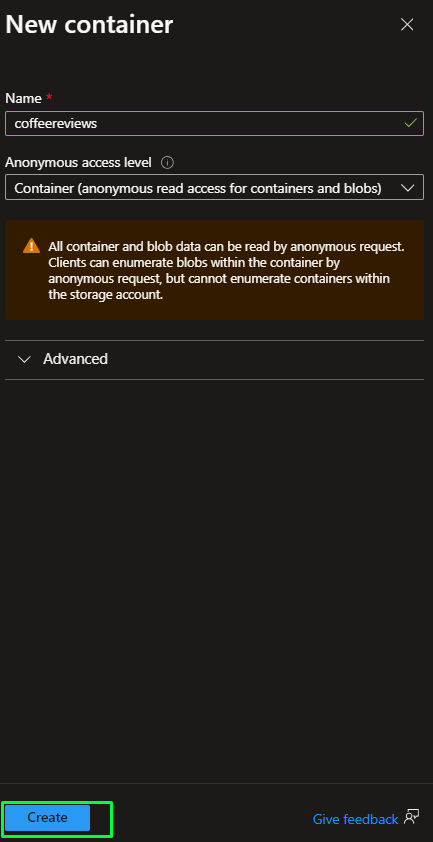 New container
Name *
coffeereviews
Anonymous access level
Container (anonymous read access for containers and blobs)
All container and blob data can be read by anonymous request.
Clients can enumerate blobs within the container by
anonymous request, but cannot enumerate containers within
the storage account.
Advanced
Create
Give feedback